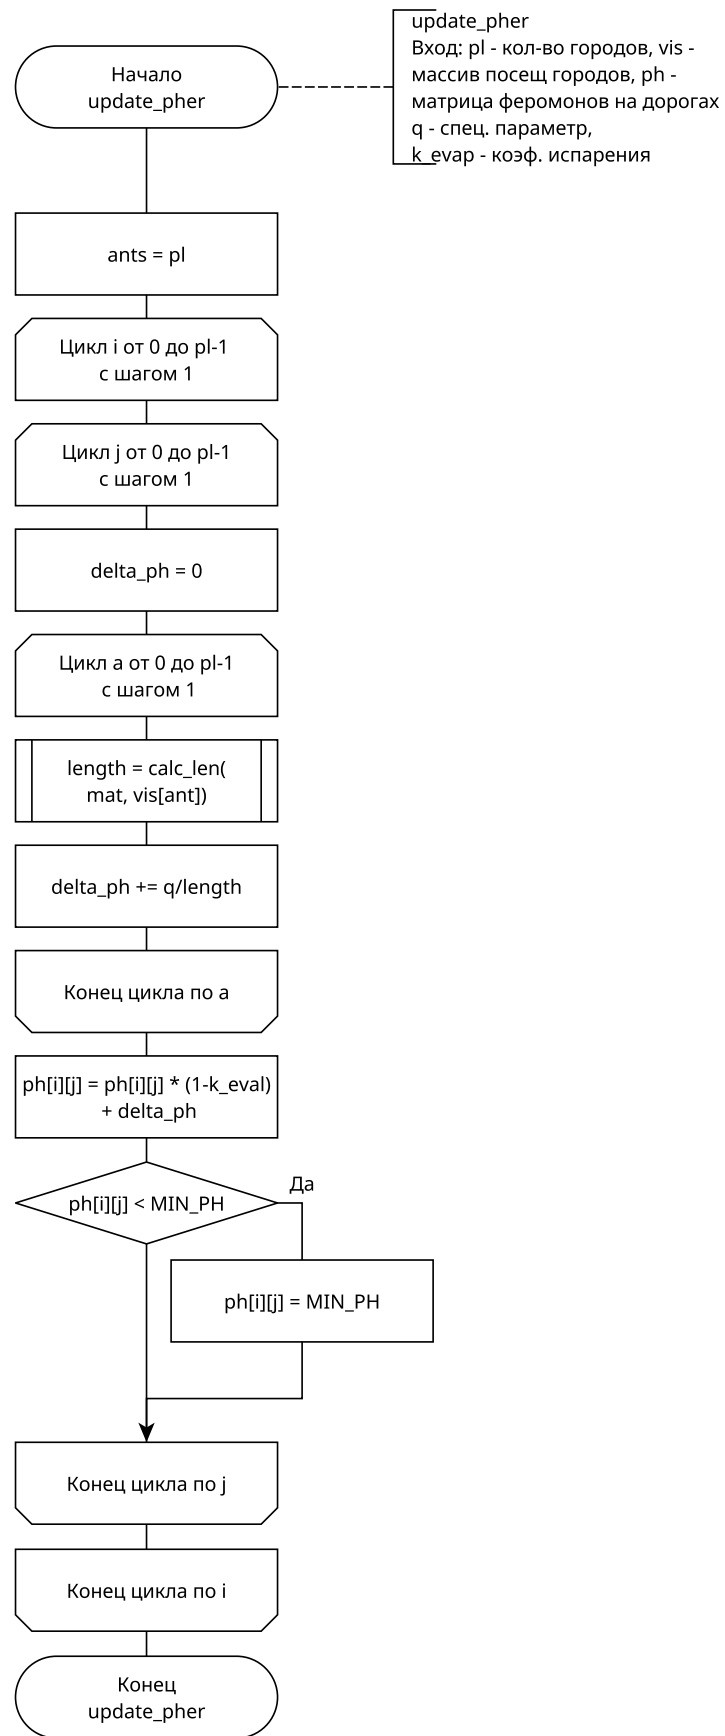 update_pher
Вход: pl - кол-во городов, vis -
массив посещ городов, ph -
матрица феромонов на дорогах
q - спец. параметр,
k_evap - коэф. испарения
Начало
update_pher
ants = pl
Цикл i от 0 до pl-1
с шагом 1
Цикл j от 0 до pl-1
с шагом 1
delta_ph = 0
Цикл a от 0 до pl-1
с шагом 1
length = calc_len(
mat, vis[ant])
delta_ph += q/length
Конец цикла по a
ph[i][j] = ph[i][j] * (1-k_eval)
+ delta_ph
Да
ph[i][j] < MIN_PH
ph[i][j] = MIN_PH
Конец цикла по j
Конец цикла по i
Конец
update_pher